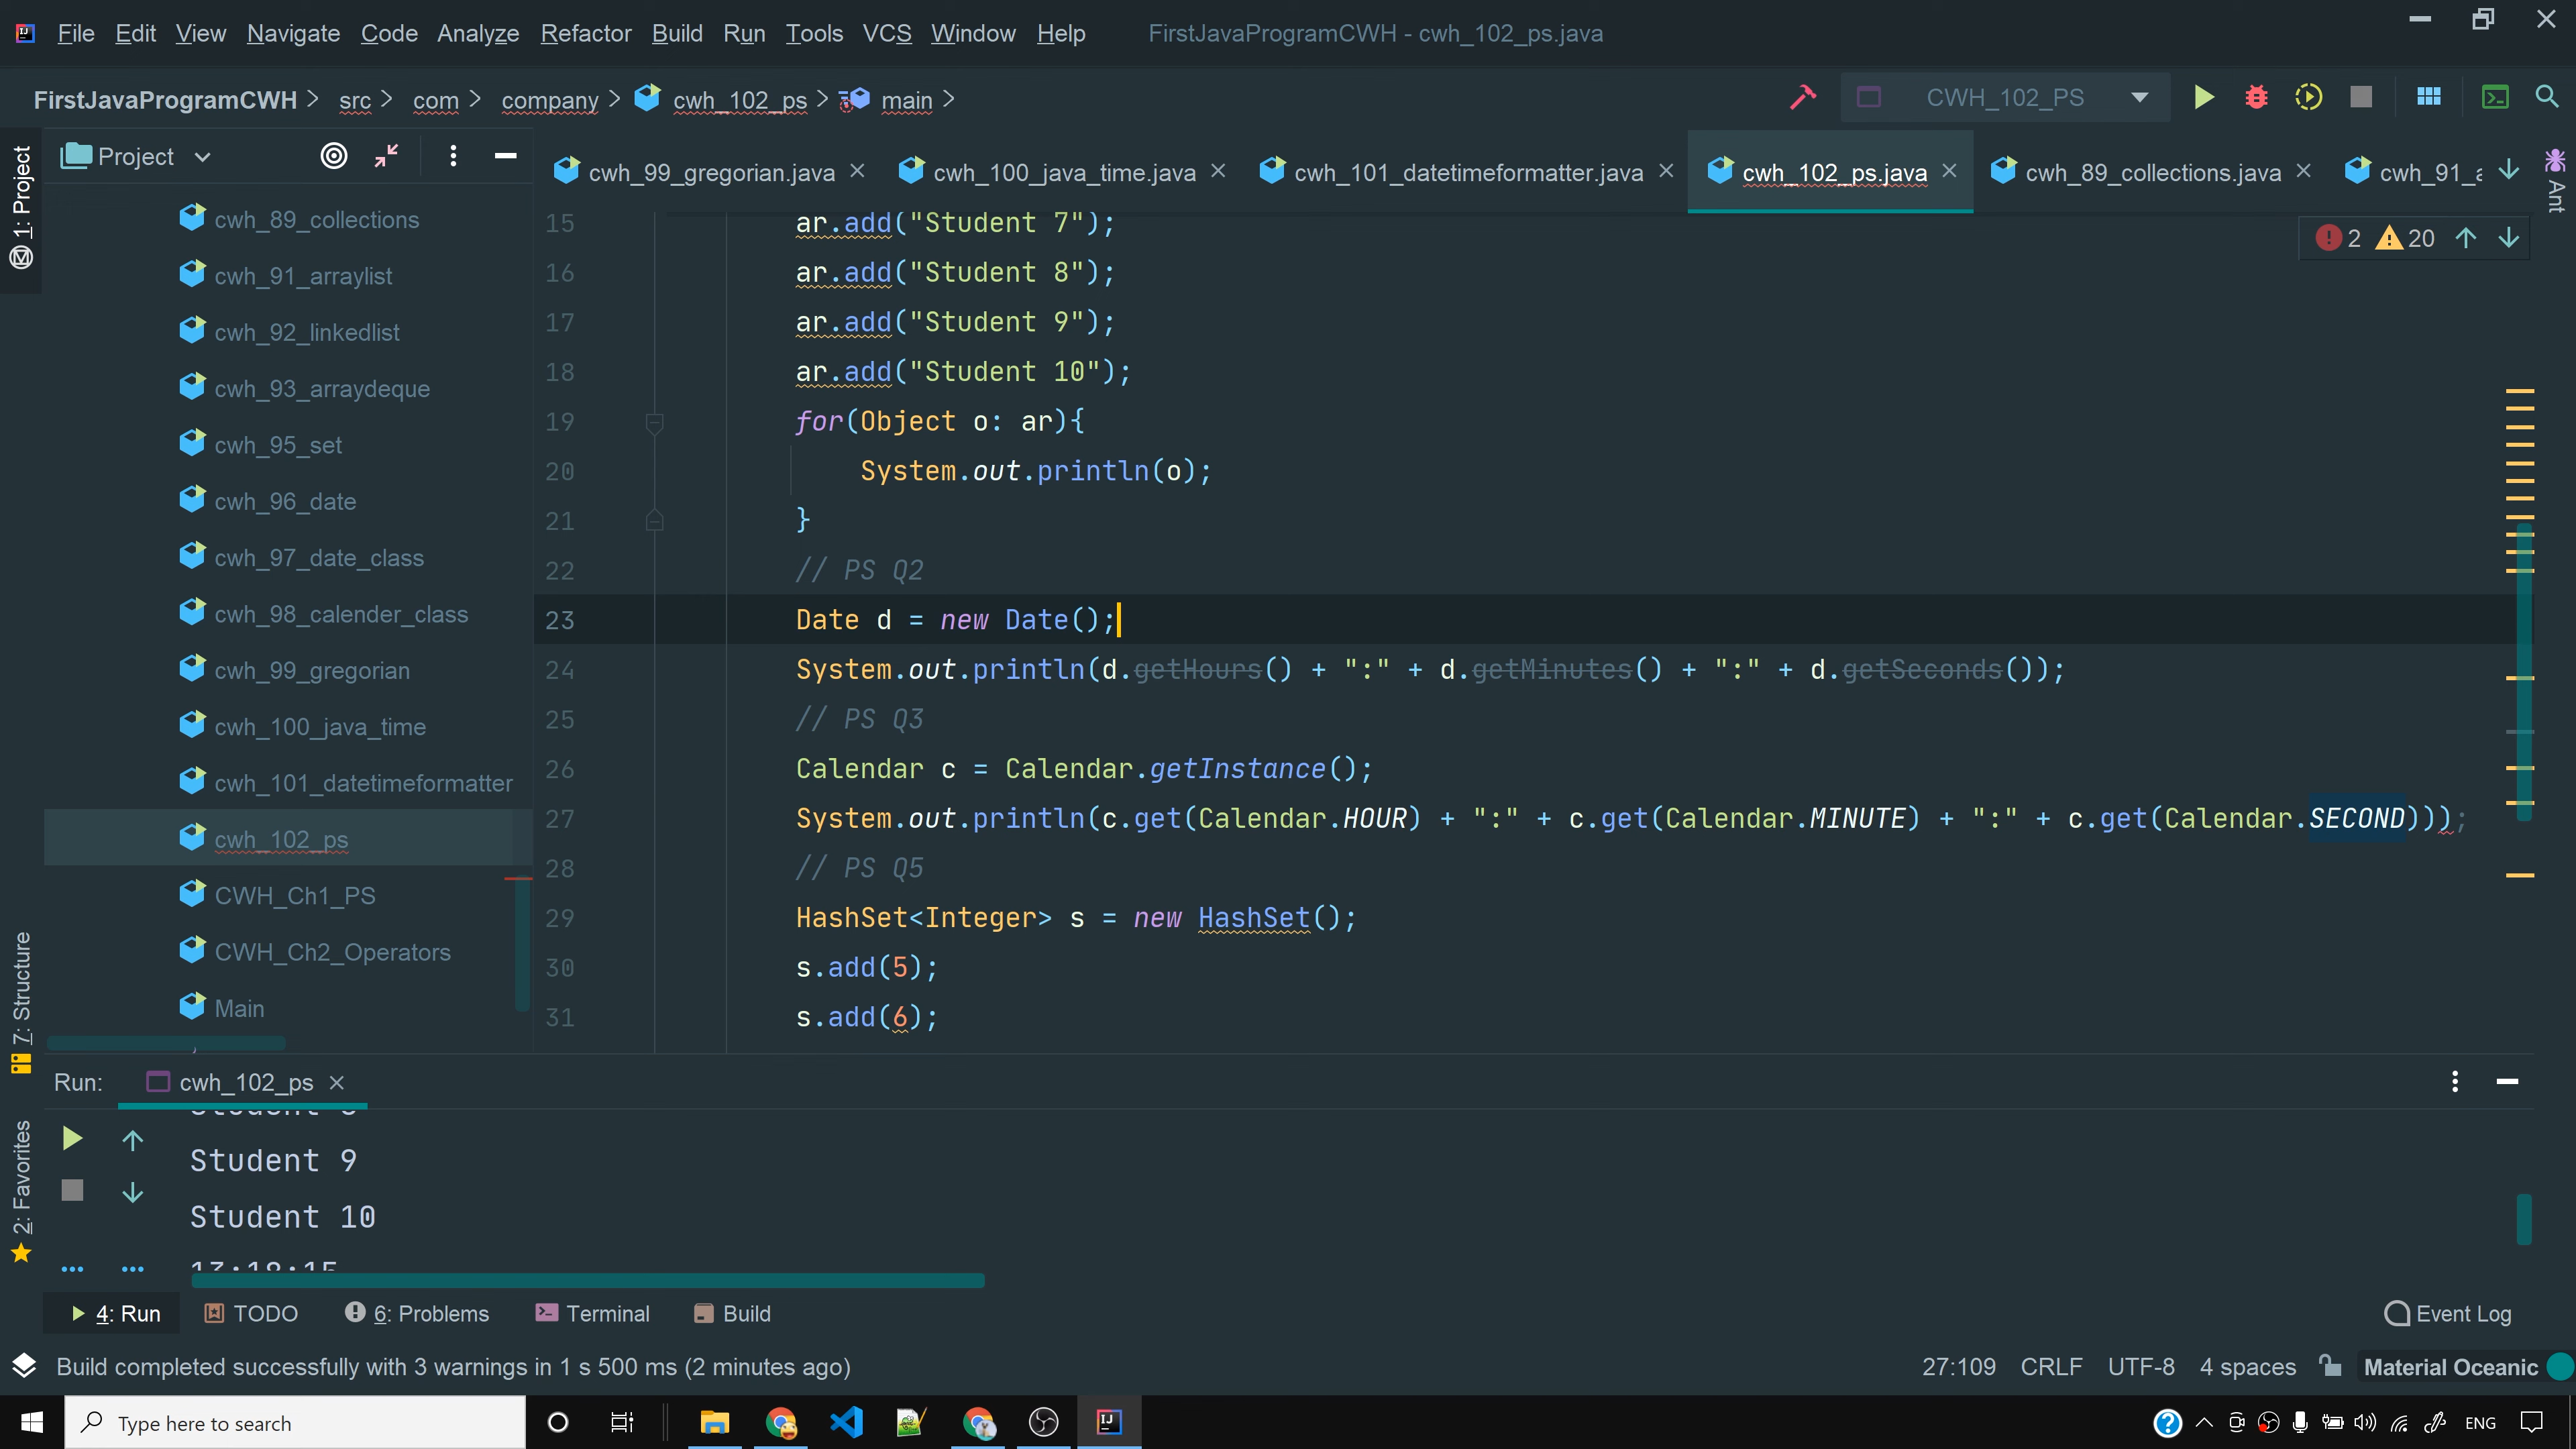 File Edit View Navigate Code Analyze Refactor Build Run Tools VCS Window Help FirstJavaProgramCWH - cwh_102_ps.java
FirstJavaProgramCWH src com company cwh_102_ps main CWH_102_PS
1: Project
Project
cwh_99_gregorian.java cwh_100_java_time.java cwh_101_datetimeformatter.java cwh_102_ps.java cwh_89_collections.java cwh_91_a
Ant
2 20
cwh_89_collections
cwh_91_arraylist
cwh_92_linkedlist
cwh_93_arraydeque
cwh_95_set
cwh_96_date
cwh_97_date_class
cwh_98_calender_class
cwh_99_gregorian
cwh_100_java_time
cwh_101_datetimeformatter
cwh_102_ps
CWH_Ch1_PS
CWH_Ch2_Operators
Main
15 ar.add("Student 7");
16 ar.add("Student 8");
17 ar.add("Student 9");
18 ar.add("Student 10");
19 for(Object o: ar){
20 System.out.println(o);
21 }
22 // PS Q2
23 Date d = new Date();
24 System.out.println(d.getHours() + ":" + d.getMinutes() + ":" + d.getSeconds());
25 // PS Q3
26 Calendar c = Calendar.getInstance();
27 System.out.println(c.get(Calendar.HOUR) + ":" + c.get(Calendar.MINUTE) + ":" + c.get(Calendar.SECOND)));
28 // PS Q5
29 HashSet<Integer> s = new HashSet();
30 s.add(5);
31 s.add(6);
7: Structure
2: Favorites
Run: cwh_102_ps
Student 9
Student 10
4: Run TODO 6: Problems Terminal Build Event Log
Build completed successfully with 3 warnings in 1 s 500 ms (2 minutes ago) 27:109 CRLF UTF-8 4 spaces Material Oceanic
Type here to search ENG